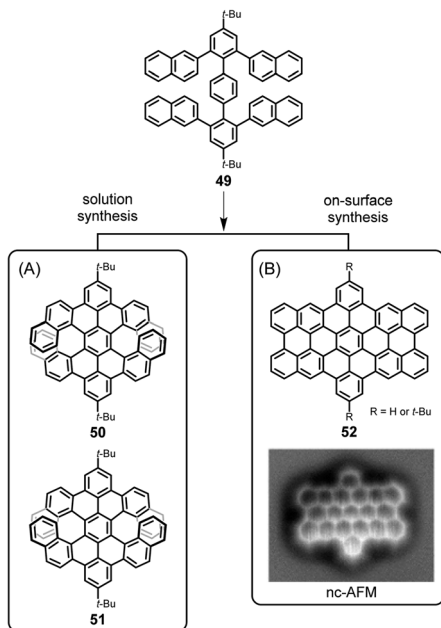 t-Bu
t-Bu
49
solution
synthesis
on-surface
synthesis
(A)
t-Bu
t-Bu
50
t-Bu
t-Bu
51
(B)
R
R
R = H or t-Bu
52
nc-AFM